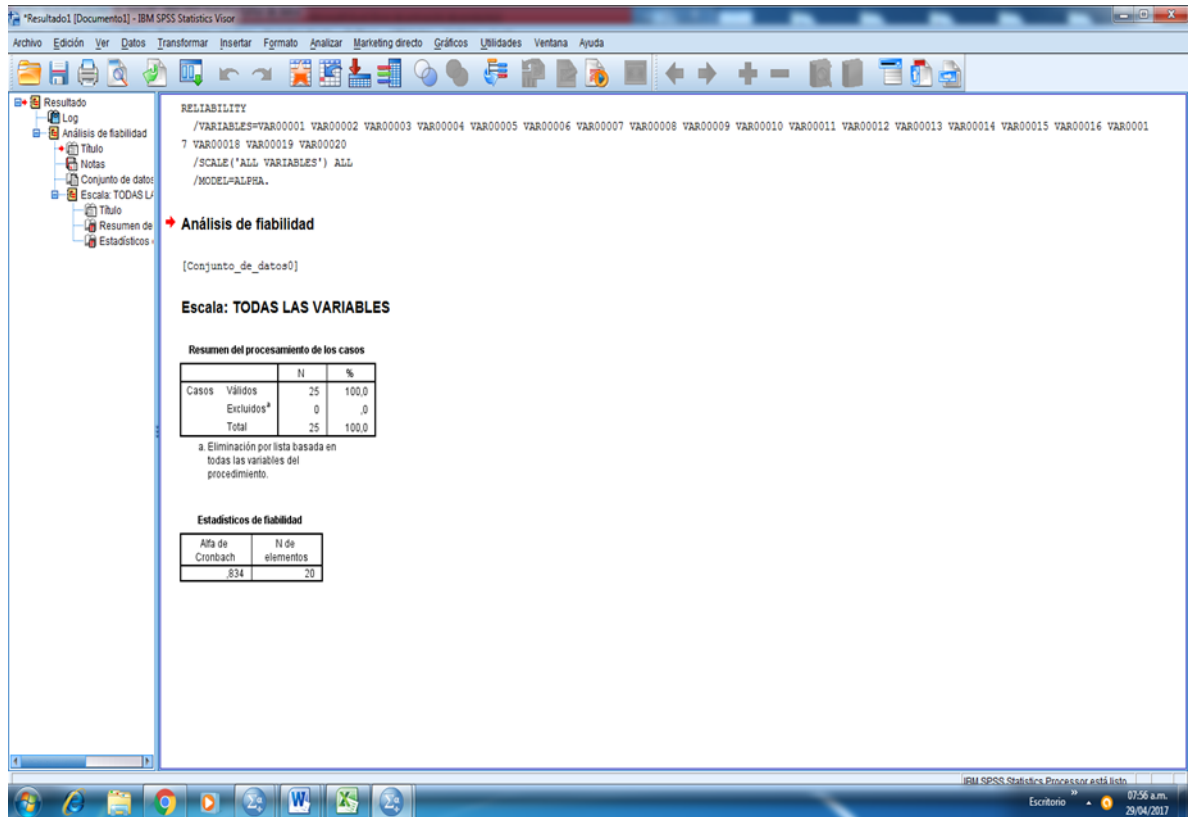 *Resultado1 [Documento1] - IBM SPSS Statistics Visor
Archivo Edición Ver Datos Transformar Insertar Formato Analizar Marketing directo Gráficos Utilidades Ventana Ayuda
Resultado
Log
Análisis de fiabilidad
Título
Notas
Conjunto de datos
Escala: TODAS LA
Título
Resumen de
Estadísticos
RELIABILITY
/VARIABLES=VAR00001 VAR00002 VAR00003 VAR00004 VAR00005 VAR00006 VAR00007 VAR00008 VAR00009 VAR00010 VAR00011 VAR00012 VAR00013 VAR00014 VAR00015 VAR00016 VAR0001
7 VAR00018 VAR00019 VAR00020
/SCALE('ALL VARIABLES') ALL
/MODEL=ALPHA.
Análisis de fiabilidad
[Conjunto_de_datos0]
Escala: TODAS LAS VARIABLES
Resumen del procesamiento de los casos
N %
Casos Válidos 25 100,0
Excluidosª 0 ,0
Total 25 100,0
a. Eliminación por lista basada en
todas las variables del
procedimiento.
Estadísticos de fiabilidad
Alfa de N de
Cronbach elementos
,834 20
IBM SPSS Statistics Processor está listo
Escritorio
07:56 a.m.
29/04/2017